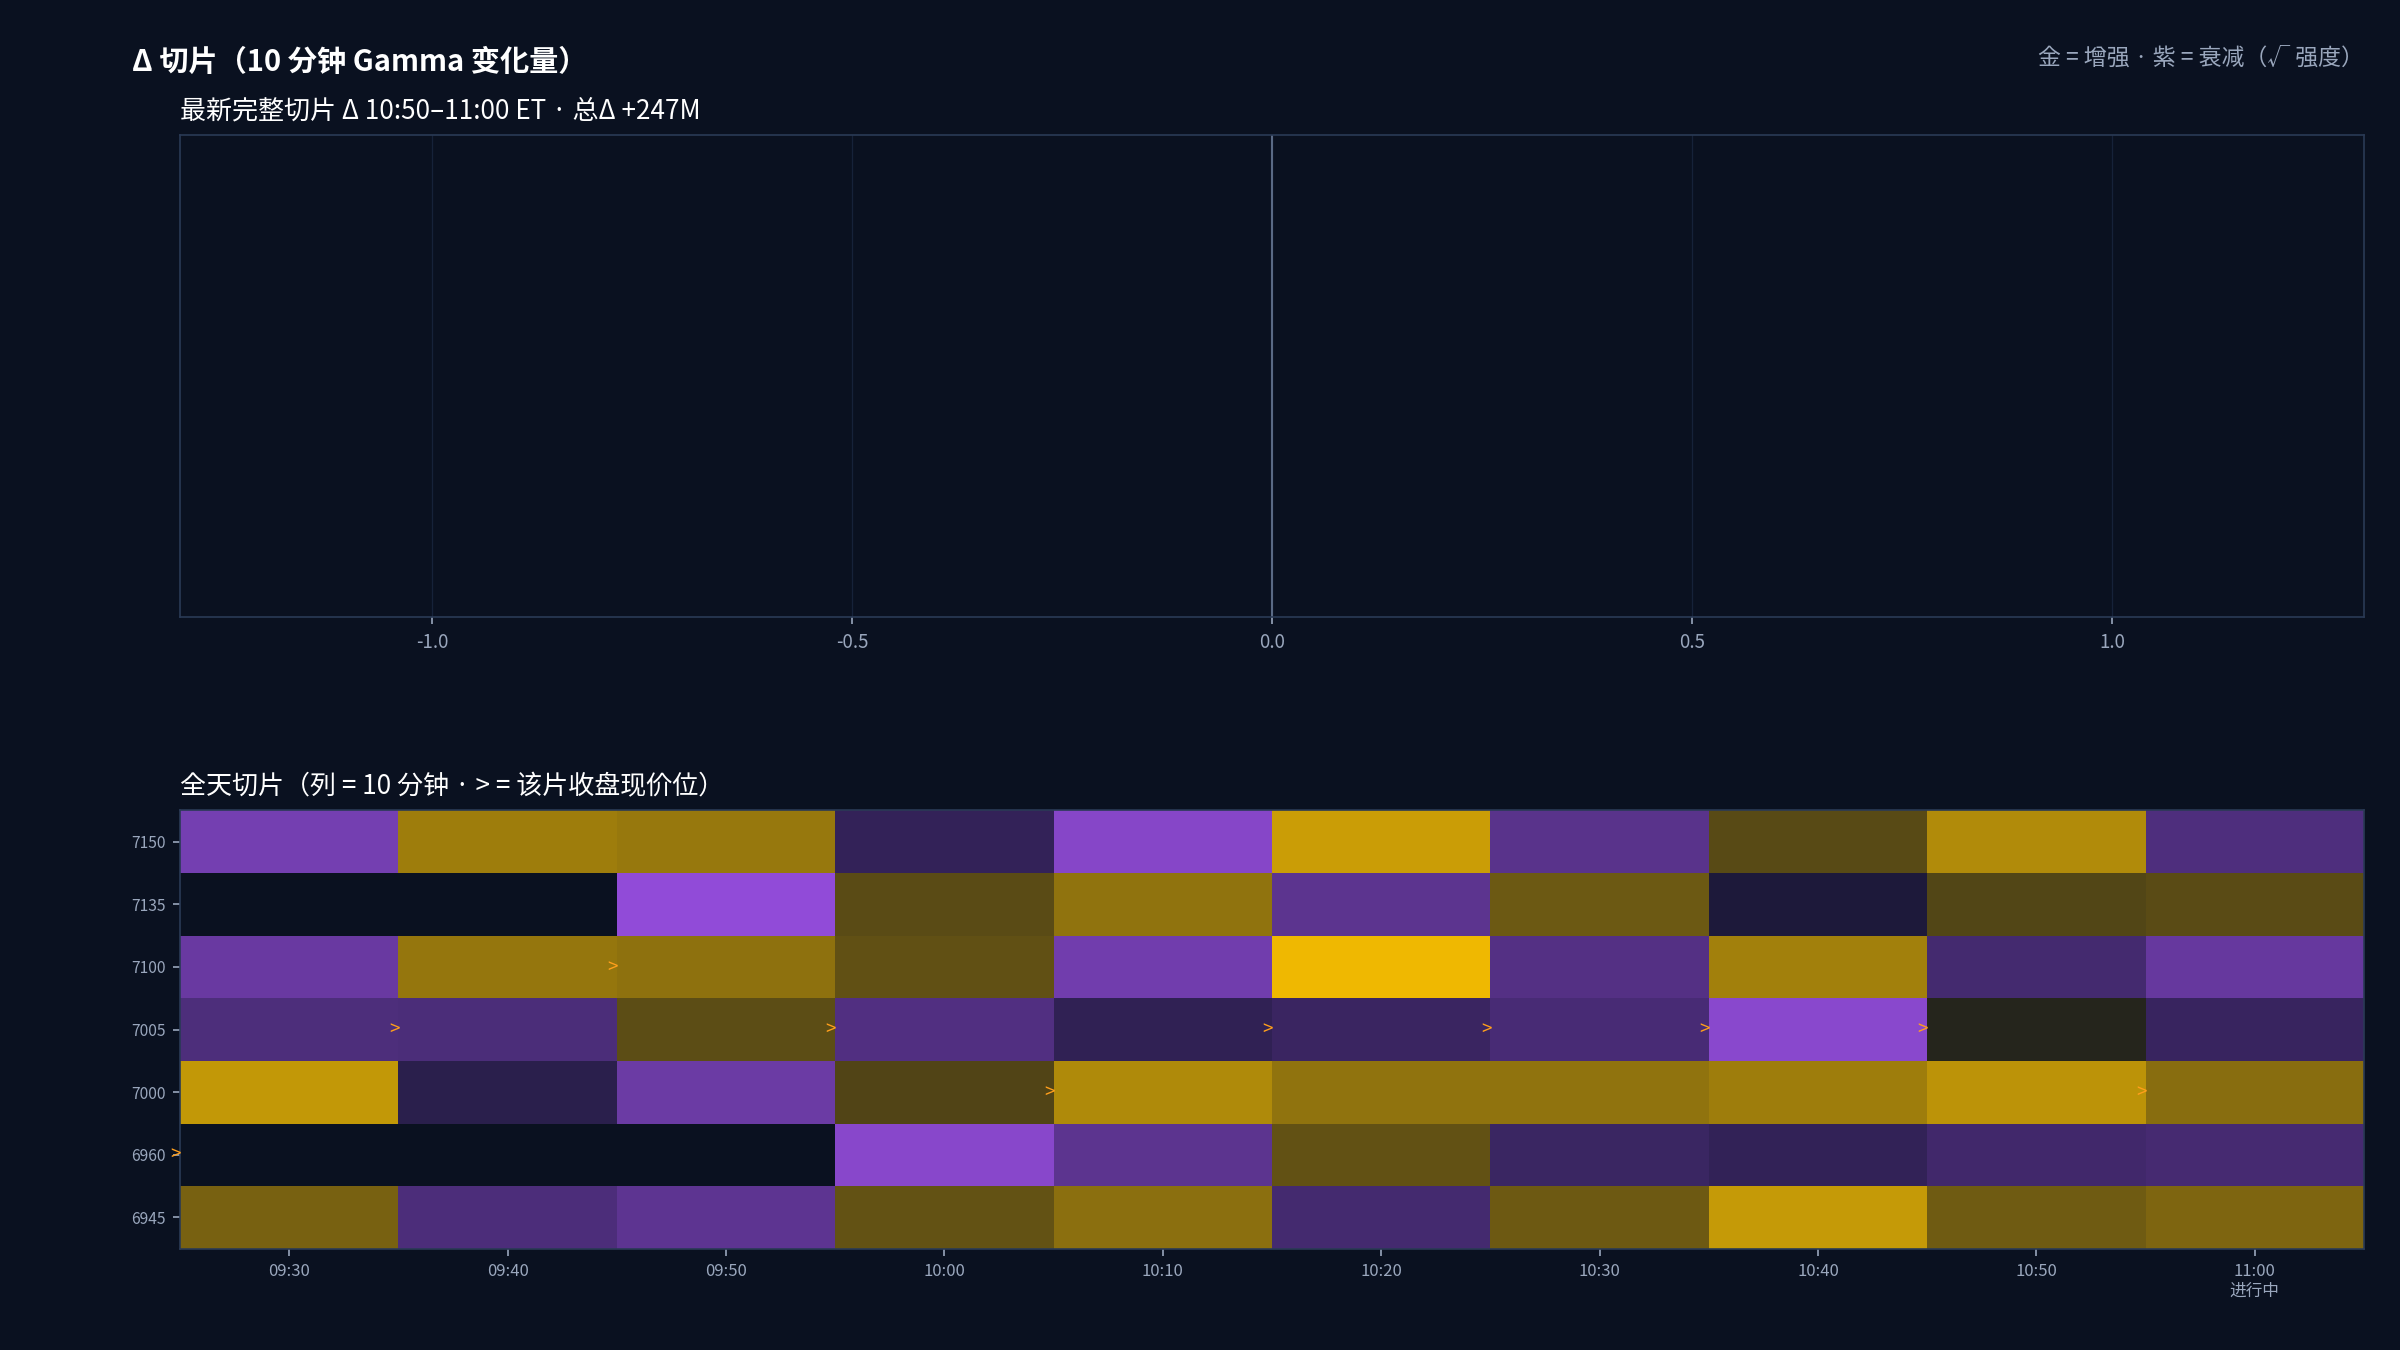 Δ 切片（10 分钟 Gamma 变化量）
金 = 增强 · 紫 = 衰减（√ 强度）
最新完整切片 Δ 10:50–11:00 ET · 总Δ +247M
-1.0 -0.5 0.0 0.5 1.0
全天切片（列 = 10 分钟 · > = 该片收盘现价位）
7150
7135
7100 >
7005 > > > > > >
7000 > >
6960 >
6945
09:30 09:40 09:50 10:00 10:10 10:20 10:30 10:40 10:50 11:00
进行中